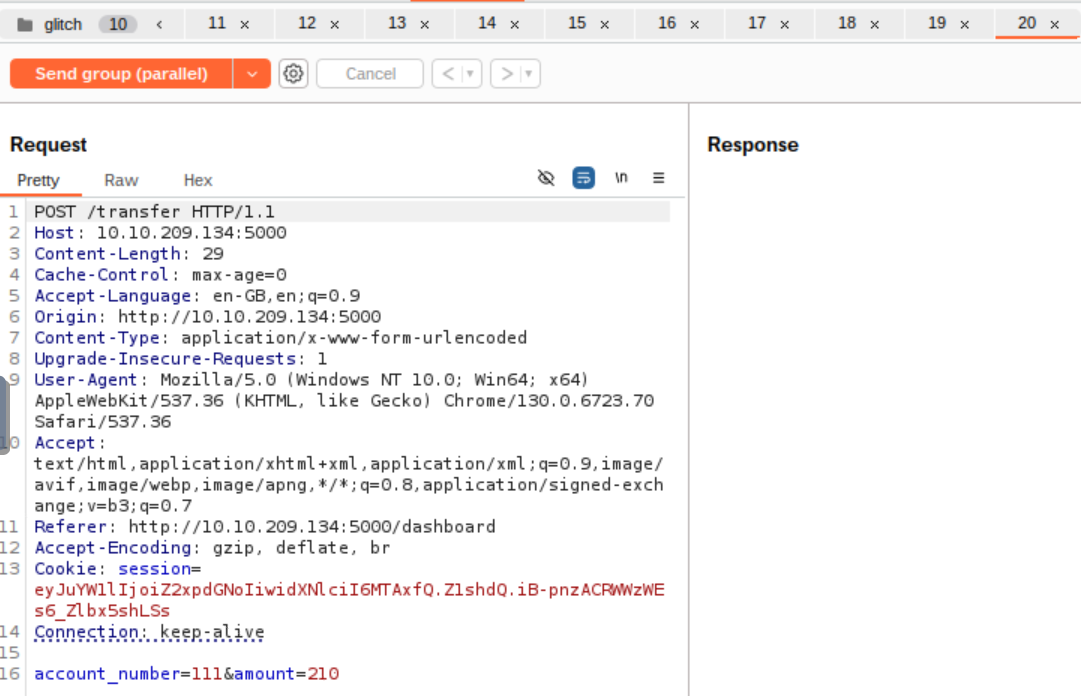 glitch 10 < 11 × 12 × 13 × 14 × 15 × 16 × 17 × 18 × 19 × 20 ×
Send group (parallel) Cancel < >
Request Response
Pretty Raw Hex \n
1 POST /transfer HTTP/1.1
2 Host: 10.10.209.134:5000
3 Content-Length: 29
4 Cache-Control: max-age=0
5 Accept-Language: en-GB,en;q=0.9
6 Origin: http://10.10.209.134:5000
7 Content-Type: application/x-www-form-urlencoded
8 Upgrade-Insecure-Requests: 1
9 User-Agent: Mozilla/5.0 (Windows NT 10.0; Win64; x64)
AppleWebKit/537.36 (KHTML, like Gecko) Chrome/130.0.6723.70
Safari/537.36
10 Accept:
text/html,application/xhtml+xml,application/xml;q=0.9,image/
avif,image/webp,image/apng,*/*;q=0.8,application/signed-exch
ange;v=b3;q=0.7
11 Referer: http://10.10.209.134:5000/dashboard
12 Accept-Encoding: gzip, deflate, br
13 Cookie: session=
eyJuYW1lIjoiZ2xpdGNoIiwidXNlciI6MTAxfQ.Z1shdQ.iB-pnzACRWWzWE
s6_Zlbx5shLSs
14 Connection: keep-alive
15
16 account_number=111&amount=210